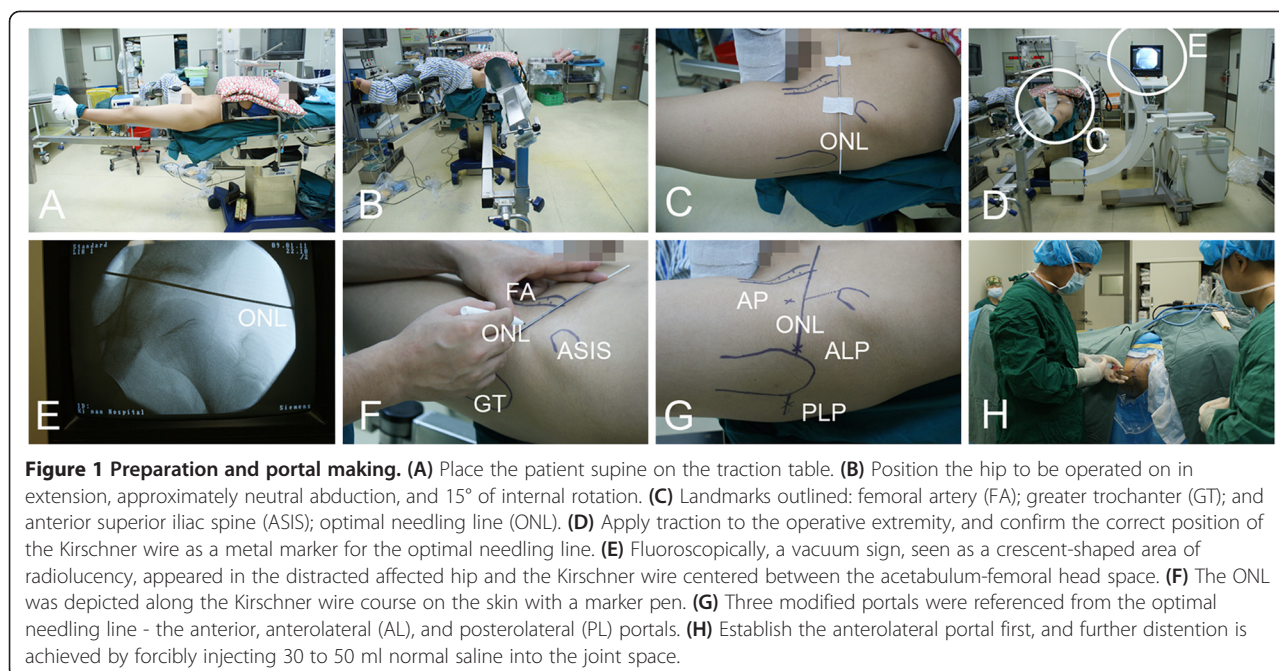 A
B
ONL
C
E
C
D
Standard
ONL
Siemens
E
FA
ONL
ASIS
GT
F
AP
ONL
ALP
PLP
G
H
Figure 1 Preparation and portal making. (A) Place the patient supine on the traction table. (B) Position the hip to be operated on in
extension, approximately neutral abduction, and 15° of internal rotation. (C) Landmarks outlined: femoral artery (FA); greater trochanter (GT); and
anterior superior iliac spine (ASIS); optimal needling line (ONL). (D) Apply traction to the operative extremity, and confirm the correct position of
the Kirschner wire as a metal marker for the optimal needling line. (E) Fluoroscopically, a vacuum sign, seen as a crescent-shaped area of
radiolucency, appeared in the distracted affected hip and the Kirschner wire centered between the acetabulum-femoral head space. (F) The ONL
was depicted along the Kirschner wire course on the skin with a marker pen. (G) Three modified portals were referenced from the optimal
needling line - the anterior, anterolateral (AL), and posterolateral (PL) portals. (H) Establish the anterolateral portal first, and further distention is
achieved by forcibly injecting 30 to 50 ml normal saline into the joint space.